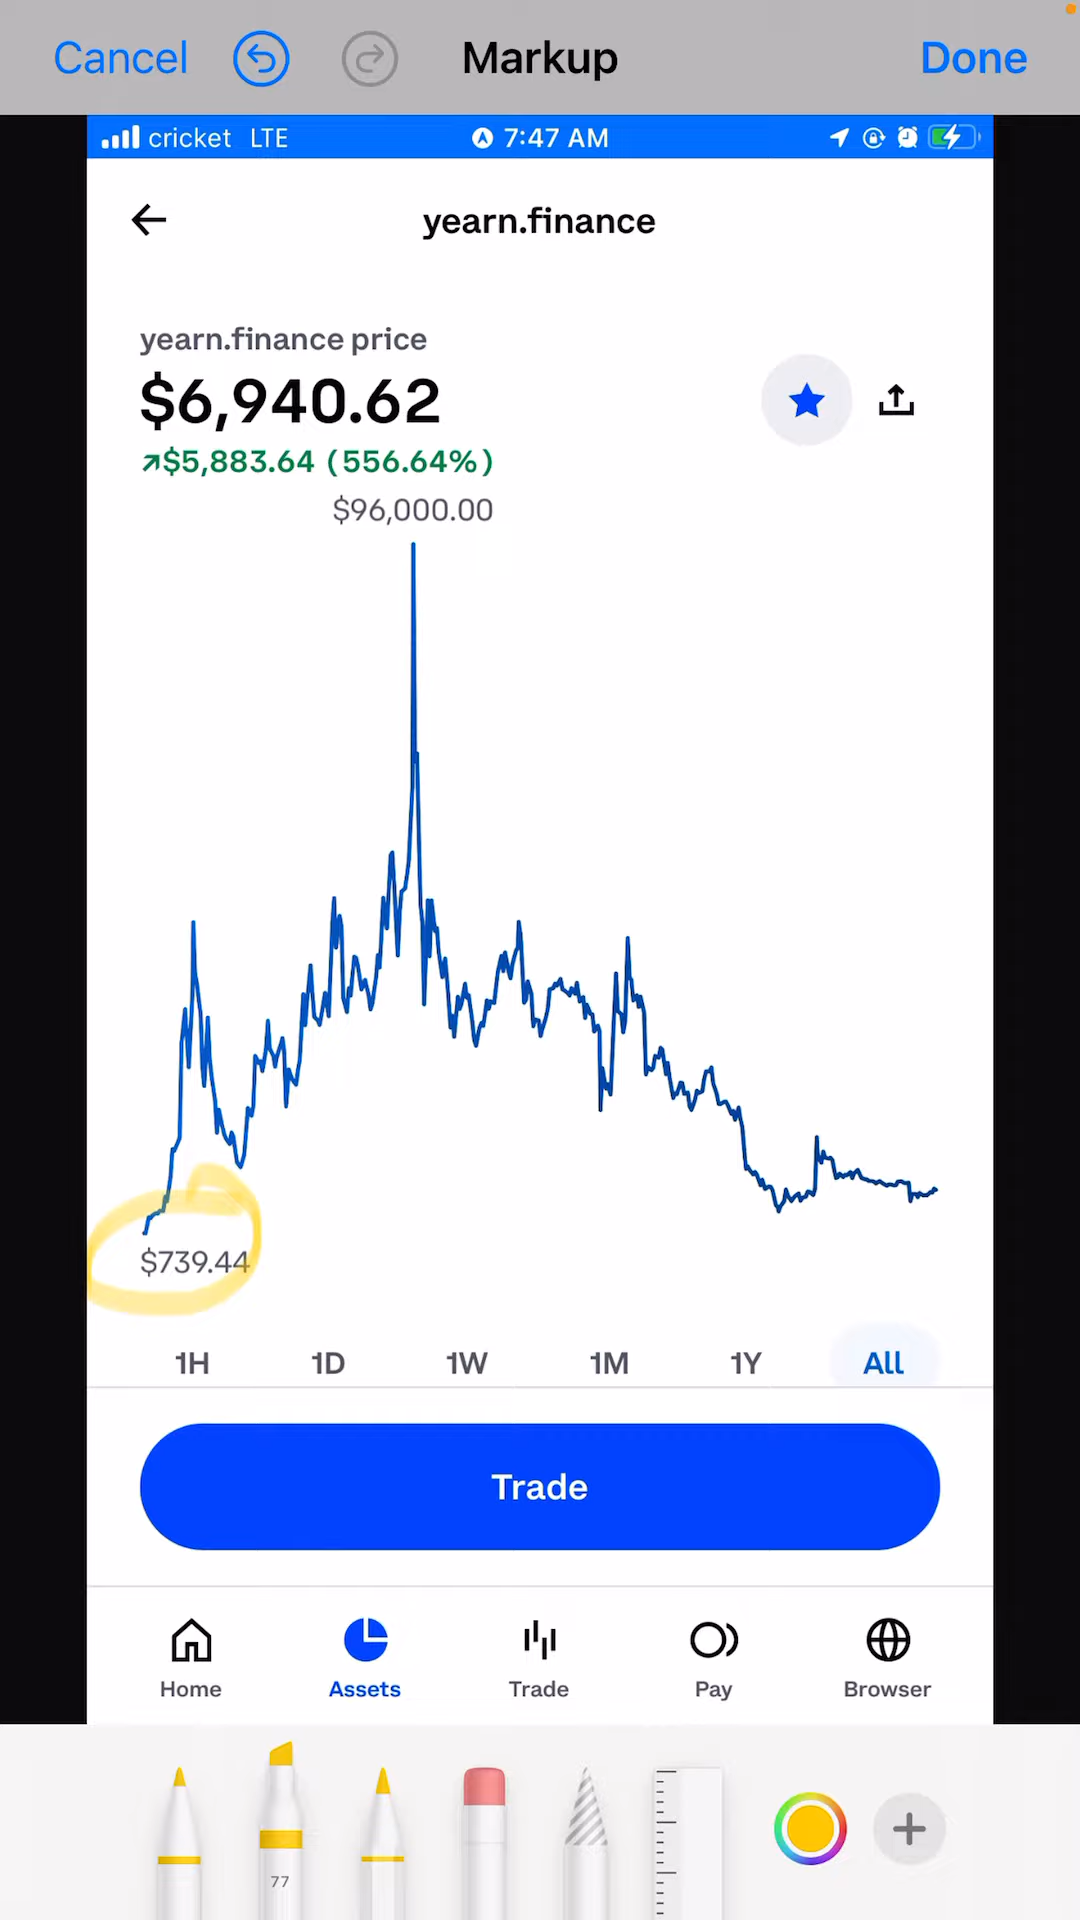 Cancel Markup Done
cricket LTE 7:47 AM
yearn.finance
yearn.finance price
$6,940.62
$5,883.64 (556.64%)
$96,000.00
$739.44
1H 1D 1W 1M 1Y All
Trade
Home Assets Trade Pay Browser
77